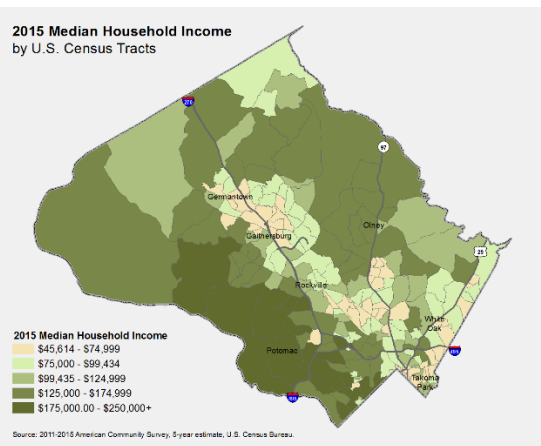 2015 Median Household Income
by U.S. Census Tracts
270
97
Germantown
Gaithersburg
Olney
29
Rockville
White
Oak
Potomac
495
Takoma
Park
2015 Median Household Income
$45,614 - $74,999
$75,000 - $99,434
$99,435 - $124,999
$125,000 - $174,999
$175,000.00 - $250,000+
Source: 2011-2015 American Community Survey, 5-year estimate, U.S. Census Bureau.